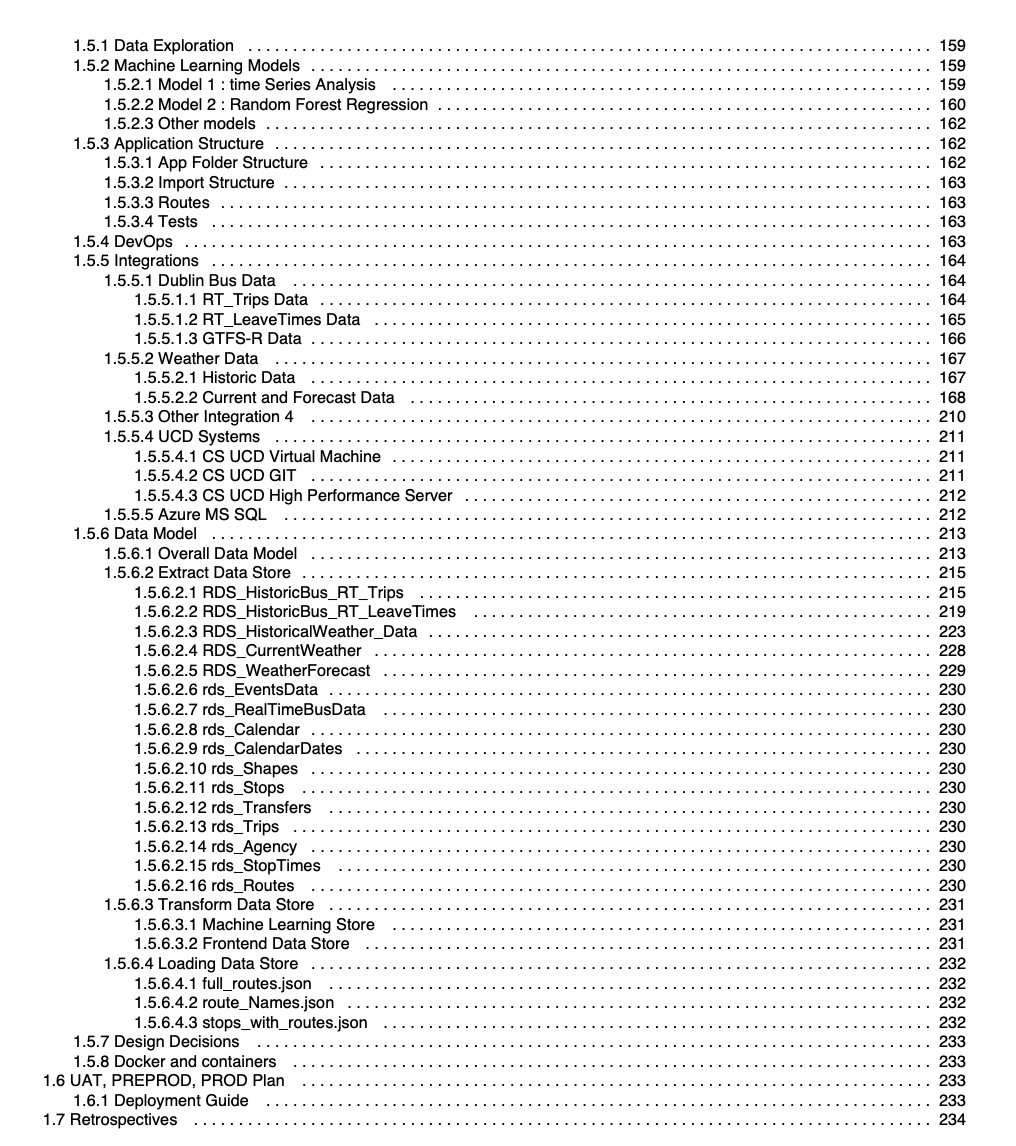 1.5.1 Data Exploration 159
1.5.2 Machine Learning Models 159
1.5.2.1 Model 1 : time Series Analysis 159
1.5.2.2 Model 2 : Random Forest Regression 160
1.5.2.3 Other models 162
1.5.3 Application Structure 162
1.5.3.1 App Folder Structure 162
1.5.3.2 Import Structure 163
1.5.3.3 Routes 163
1.5.3.4 Tests 163
1.5.4 DevOps 163
1.5.5 Integrations 164
1.5.5.1 Dublin Bus Data 164
1.5.5.1.1 RT_Trips Data 164
1.5.5.1.2 RT_LeaveTimes Data 165
1.5.5.1.3 GTFS-R Data 166
1.5.5.2 Weather Data 167
1.5.5.2.1 Historic Data 167
1.5.5.2.2 Current and Forecast Data 168
1.5.5.3 Other Integration 4 210
1.5.5.4 UCD Systems 211
1.5.5.4.1 CS UCD Virtual Machine 211
1.5.5.4.2 CS UCD GIT 211
1.5.5.4.3 CS UCD High Performance Server 212
1.5.5.5 Azure MS SQL 212
1.5.6 Data Model 213
1.5.6.1 Overall Data Model 213
1.5.6.2 Extract Data Store 215
1.5.6.2.1 RDS_HistoricBus_RT_Trips 215
1.5.6.2.2 RDS_HistoricBus_RT_LeaveTimes 219
1.5.6.2.3 RDS_HistoricalWeather_Data 223
1.5.6.2.4 RDS_CurrentWeather 228
1.5.6.2.5 RDS_WeatherForecast 229
1.5.6.2.6 rds_EventsData 230
1.5.6.2.7 rds_RealTimeBusData 230
1.5.6.2.8 rds_Calendar 230
1.5.6.2.9 rds_CalendarDates 230
1.5.6.2.10 rds_Shapes 230
1.5.6.2.11 rds_Stops 230
1.5.6.2.12 rds_Transfers 230
1.5.6.2.13 rds_Trips 230
1.5.6.2.14 rds_Agency 230
1.5.6.2.15 rds_StopTimes 230
1.5.6.2.16 rds_Routes 230
1.5.6.3 Transform Data Store 231
1.5.6.3.1 Machine Learning Store 231
1.5.6.3.2 Frontend Data Store 231
1.5.6.4 Loading Data Store 232
1.5.6.4.1 full_routes.json 232
1.5.6.4.2 route_Names.json 232
1.5.6.4.3 stops_with_routes.json 232
1.5.7 Design Decisions 233
1.5.8 Docker and containers 233
1.6 UAT, PREPROD, PROD Plan 233
1.6.1 Deployment Guide 233
1.7 Retrospectives 234